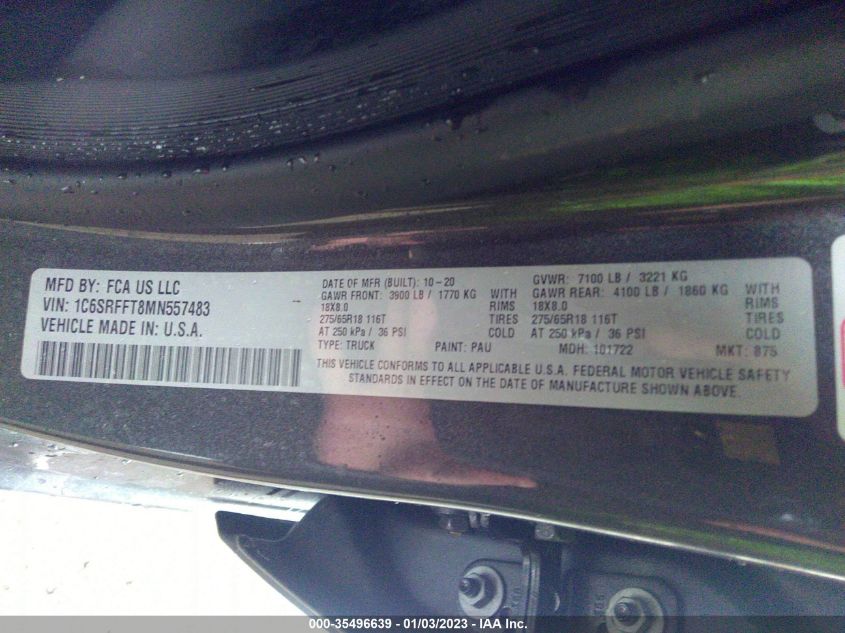 MFD BY: FCA US LLC
VIN: 1C6SRFFT8MN557483
VEHICLE MADE IN: U.S.A.
DATE OF MFR (BUILT): 10-20 GVWR: 7100 LB / 3221 KG
GAWR FRONT: 3900 LB / 1770 KG WITH GAWR REAR: 4100 LB / 1860 KG WITH
18X8.0 RIMS 18X8.0 RIMS
275/65R18 116T TIRES 275/65R18 116T TIRES
AT 250 kPa / 36 PSI COLD AT 250 kPa / 36 PSI COLD
TYPE: TRUCK PAINT: PAU MDH: 101722 MKT: 875
THIS VEHICLE CONFORMS TO ALL APPLICABLE U.S.A. FEDERAL MOTOR VEHICLE SAFETY
STANDARDS IN EFFECT ON THE DATE OF MANUFACTURE SHOWN ABOVE.
000-35496639 - 01/03/2023 - IAA Inc.